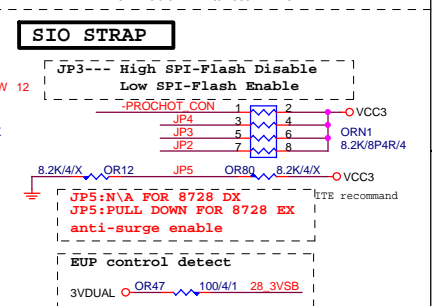 SIO STRAP
JP3--- High SPI-Flash Disable
Low SPI-Flash Enable
W 12
-PROCHOT_CON 1 2 VCC3
JP4 3 4
JP3 5 6 ORN1
JP2 7 8 8.2K/8P4R/4
8.2K/4/X OR12 JP5 OR80 8.2K/4/X VCC3
JP5:N\A FOR 8728 DX ITE recommand
JP5:PULL DOWN FOR 8728 EX
anti-surge enable
EUP control detect
3VDUAL OR47 100/4/1 28_3VSB